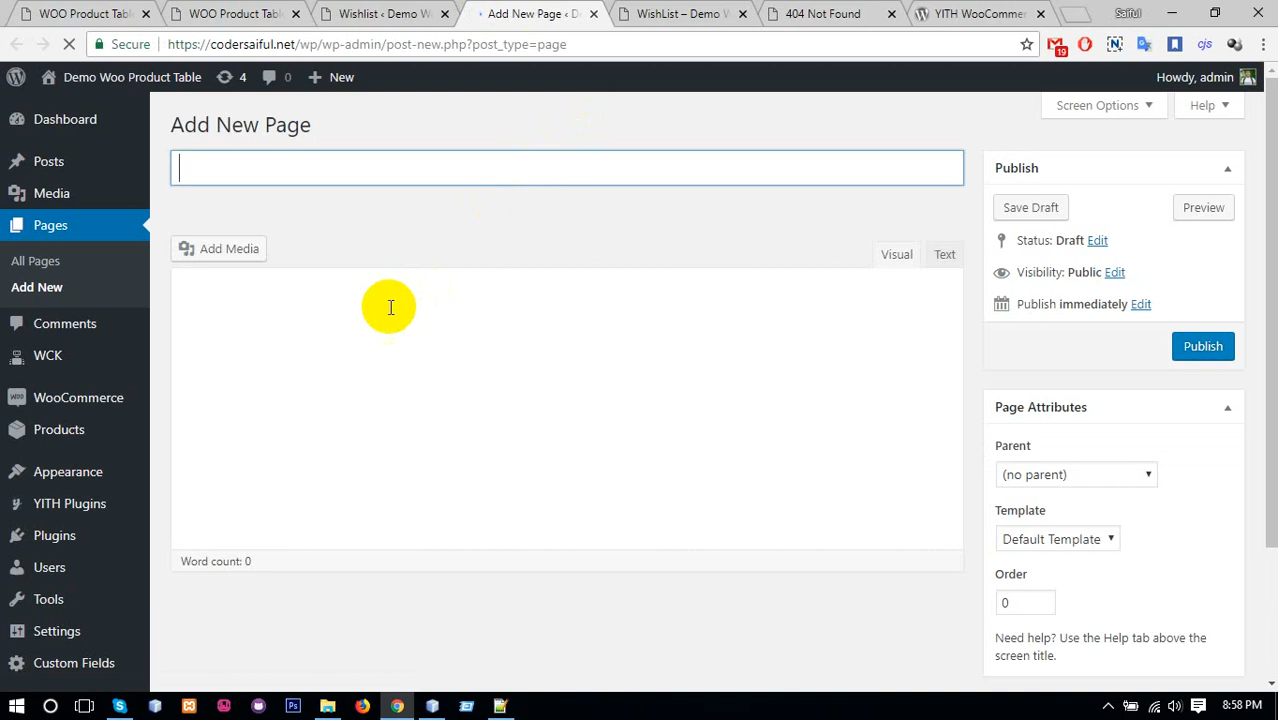 WOO Product Tabl
WOO Product Tabl
Wishlist ‹ Demo W
Add New Page ‹ D
WishList – Demo W
404 Not Found
YITH WooComme
Saiful
Secure
https://codersaiful.net/wp/wp-admin/post-new.php?post_type=page
19
cjs
Demo Woo Product Table
4
0
New
Howdy, admin
Screen Options
Help
Dashboard
Posts
Media
Pages
All Pages
Add New
Comments
WCK
WooCommerce
Products
Appearance
YITH Plugins
Plugins
Users
Tools
Settings
Custom Fields
Add New Page
Add Media
Visual
Text
Word count: 0
Publish
Save Draft
Preview
Status: Draft Edit
Visibility: Public Edit
Publish immediately Edit
Publish
Page Attributes
Parent
(no parent)
Template
Default Template
Order
0
Need help? Use the Help tab above the
screen title.
8:58 PM